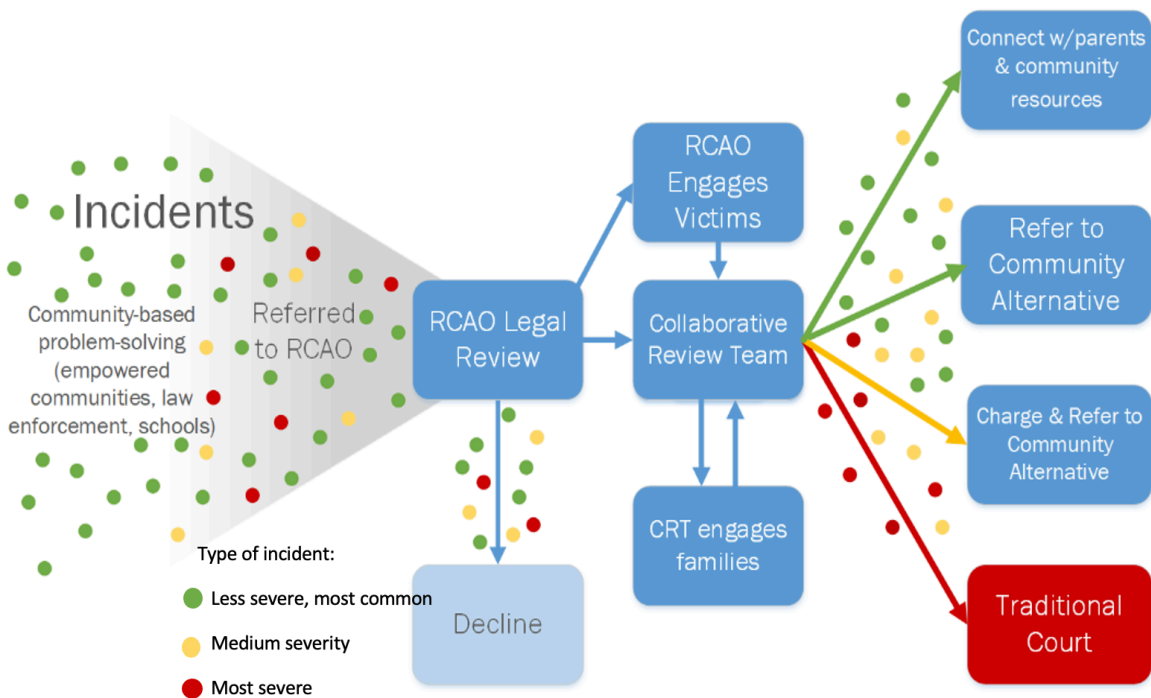 Incidents
Community-based
problem-solving
(empowered
communities, law
enforcement, schools)
Referred
to RCAO
RCAO Legal
Review
RCAO
Engages
Victims
Collaborative
Review Team
CRT engages
families
Decline
Connect w/parents
& community
resources
Refer to
Community
Alternative
Charge & Refer to
Community
Alternative
Traditional
Court
Type of incident:
Less severe, most common
Medium severity
Most severe